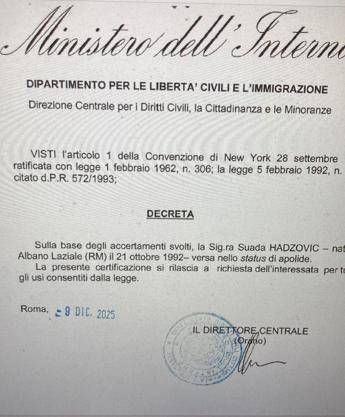 Ministero dell'Intern
DIPARTIMENTO PER LE LIBERTA' CIVILI E L'IMMIGRAZIONE
Direzione Centrale per i Diritti Civili, la Cittadinanza e le Minoranze
VISTI l'articolo 1 della Convenzione di New York 28 settembre
ratificata con legge 1 febbraio 1962, n. 306; la legge 5 febbraio 1992, n.
citato d.P.R. 572/1993;
DECRETA
Sulla base degli accertamenti svolti, la Sig.ra Suada HADZOVIC – nat
Albano Laziale (RM) il 21 ottobre 1992– versa nello status di apolide.
La presente certificazione si rilascia a richiesta dell'interessata per t
gli usi consentiti dalla legge.
Roma, - 9 DIC. 2025
IL DIRETTORE CENTRALE